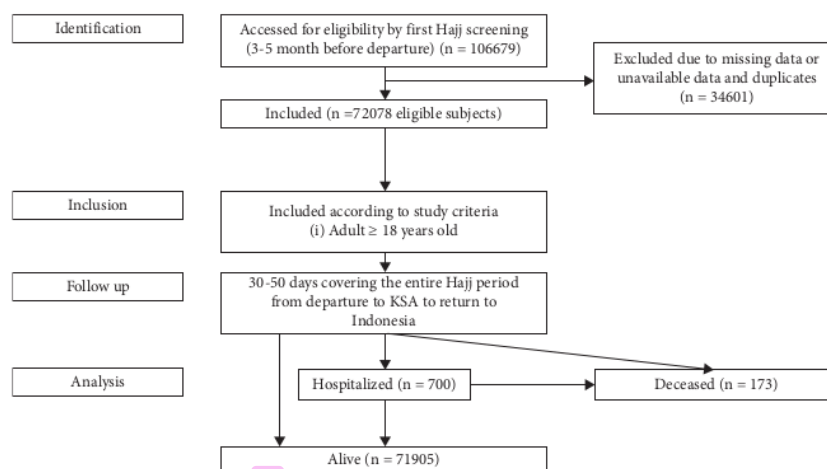 Identification
Accessed for eligibility by first Hajj screening
(3-5 month before departure) (n = 106679)
Excluded due to missing data or
unavailable data and duplicates
(n = 34601)
Included (n =72078 eligible subjects)
Inclusion
Included according to study criteria
(i) Adult ≥ 18 years old
Follow up
30-50 days covering the entire Hajj period
from departure to KSA to return to
Indonesia
Analysis
Hospitalized (n = 700)
Deceased (n = 173)
Alive (n = 71905)